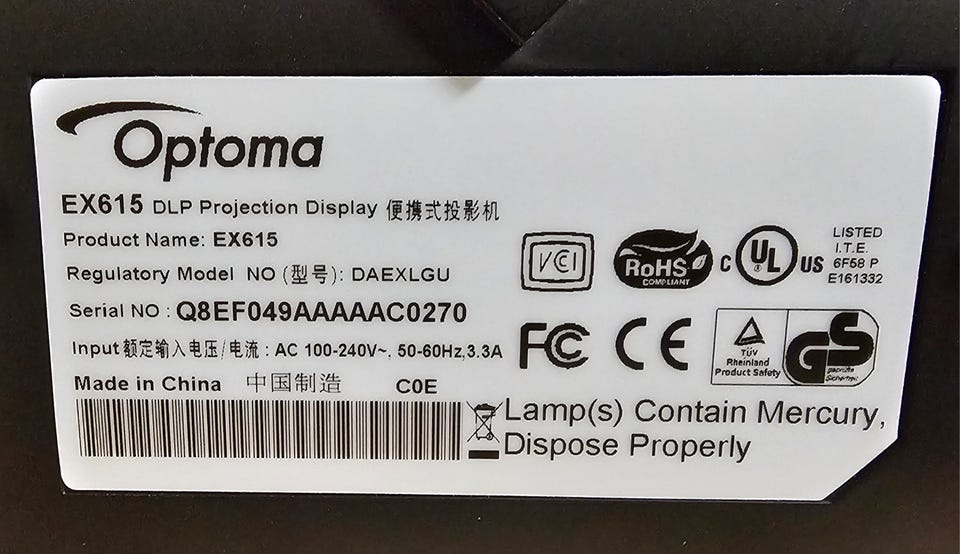 Optoma
EX615 DLP Projection Display 便携式投影机
Product Name: EX615
Regulatory Model NO (型号): DAEXLGU
Serial NO : Q8EF049AAAAAC0270
Input 额定输入电压/电流 : AC 100-240V~, 50-60Hz,3.3A
Made in China 中国制造 C0E
VCI
RoHS
COMPLIANT
C UL US
LISTED
I.T.E.
6F58 P
E161332
FC CE
TÜV
Rheinland
Product Safety
GS
geprüfte
Sicherheit
Lamp(s) Contain Mercury,
Dispose Properly